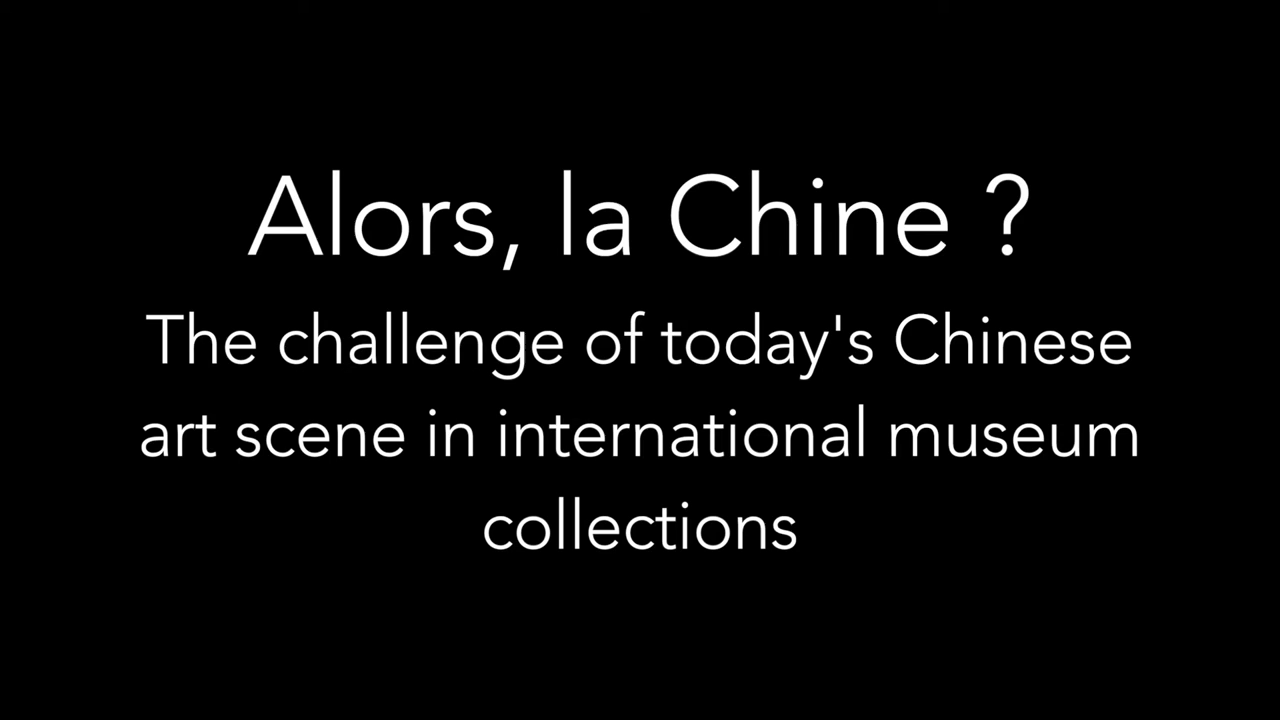 Alors, la Chine ?
The challenge of today's Chinese
art scene in international museum
collections